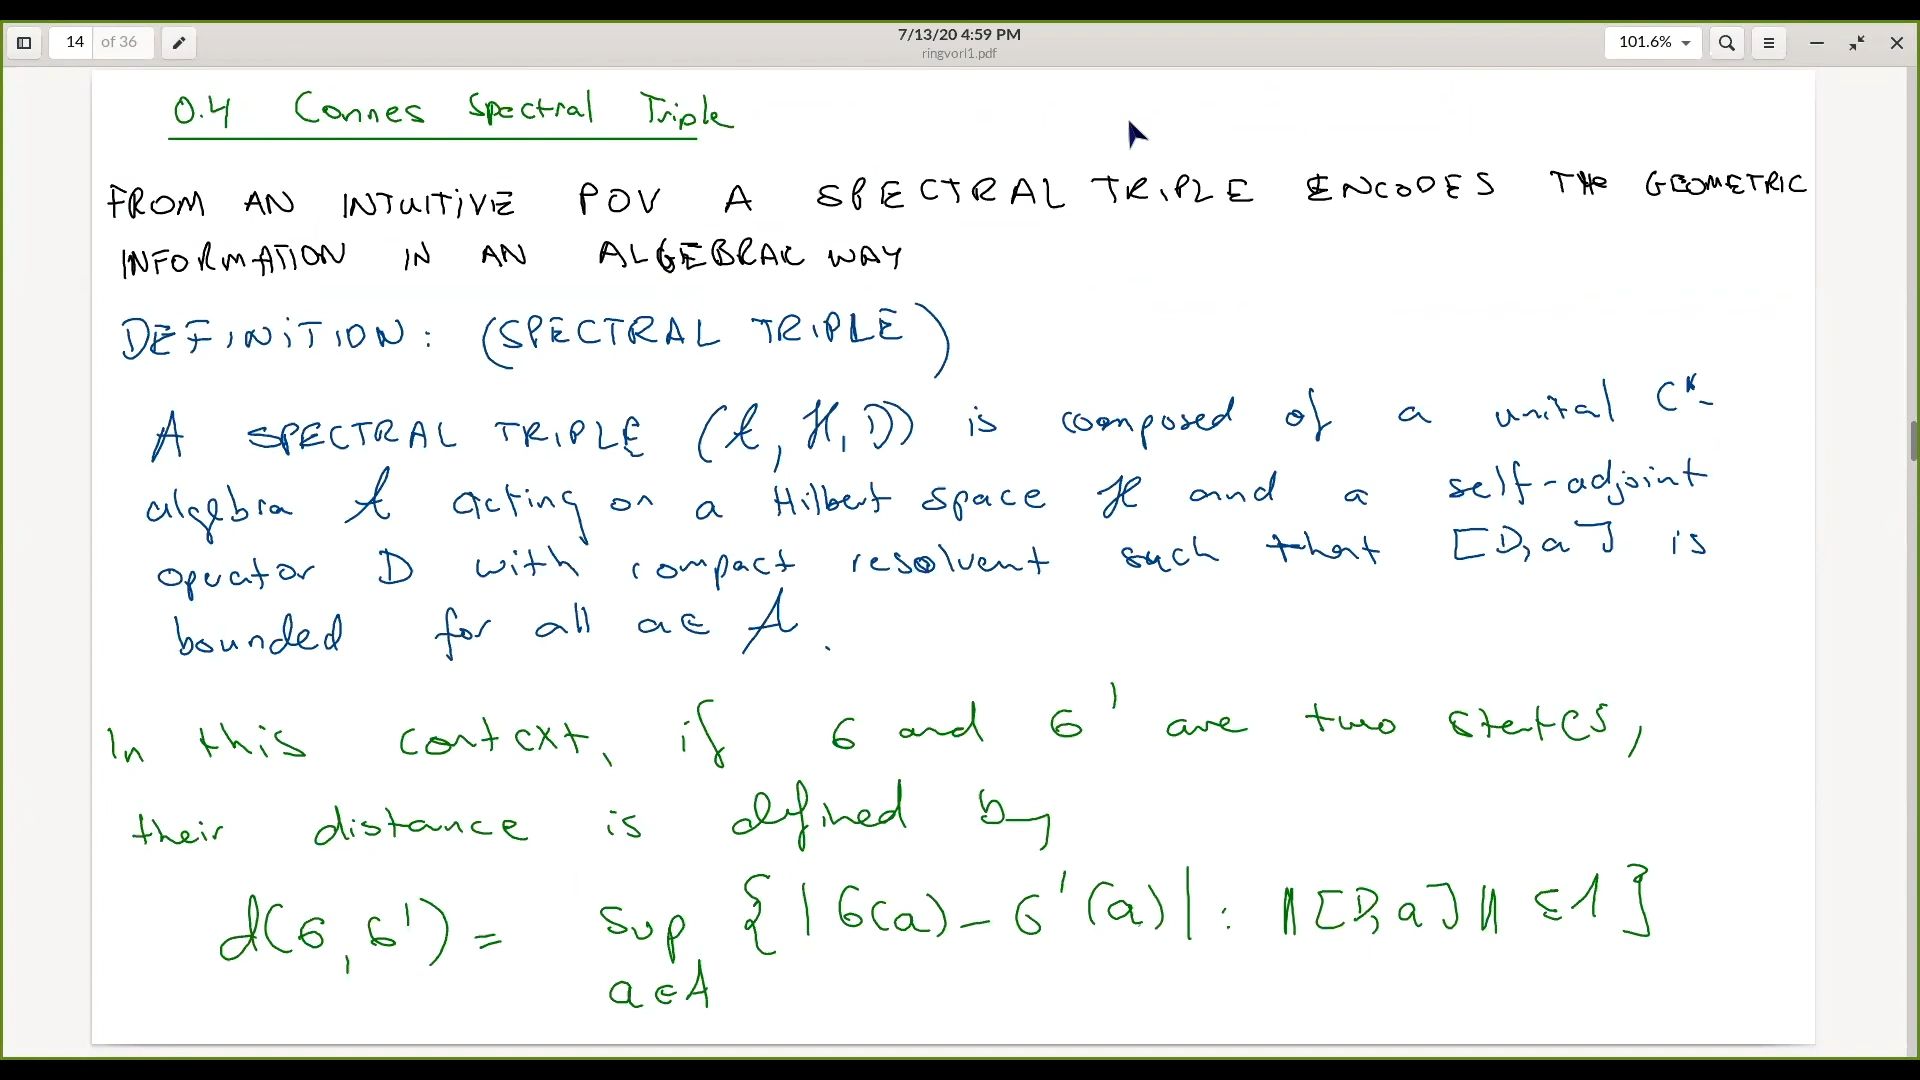 14 of 36
7/13/20 4:59 PM
ringvorl1.pdf
101.6%
0.4 Connes Spectral Triple
FROM AN INTUITIVE POV A SPECTRAL TRIPLE ENCODES THE GEOMETRIC
INFORMATION IN AN ALGEBRAIC WAY
DEFINITION: (SPECTRAL TRIPLE)
A SPECTRAL TRIPLE (A, H, D) is composed of a unital C*-
algebra A acting on a Hilbert space H and a self-adjoint
operator D with compact resolvent such that [D,a] is
bounded for all a∈ A.
In this context, if σ and σ' are two states,
their distance is defined by
d(σ, σ') = sup {|σ(a) - σ'(a)| : ‖[D,a]‖ ≤ 1}
a∈A